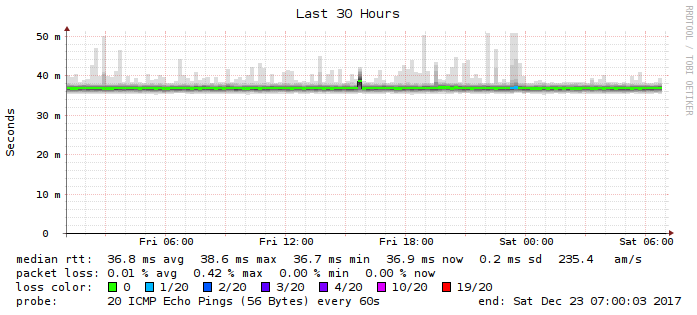 Last 30 Hours
RRDTOOL / TOBI OETIKER
Seconds
50 m
40 m
30 m
20 m
10 m
0
Fri 06:00 Fri 12:00 Fri 18:00 Sat 00:00 Sat 06:00
median rtt: 36.8 ms avg 38.6 ms max 36.7 ms min 36.9 ms now 0.2 ms sd 235.4 am/s
packet loss: 0.01 % avg 0.42 % max 0.00 % min 0.00 % now
loss color: 0 1/20 2/20 3/20 4/20 10/20 19/20
probe: 20 ICMP Echo Pings (56 Bytes) every 60s end: Sat Dec 23 07:00:03 2017